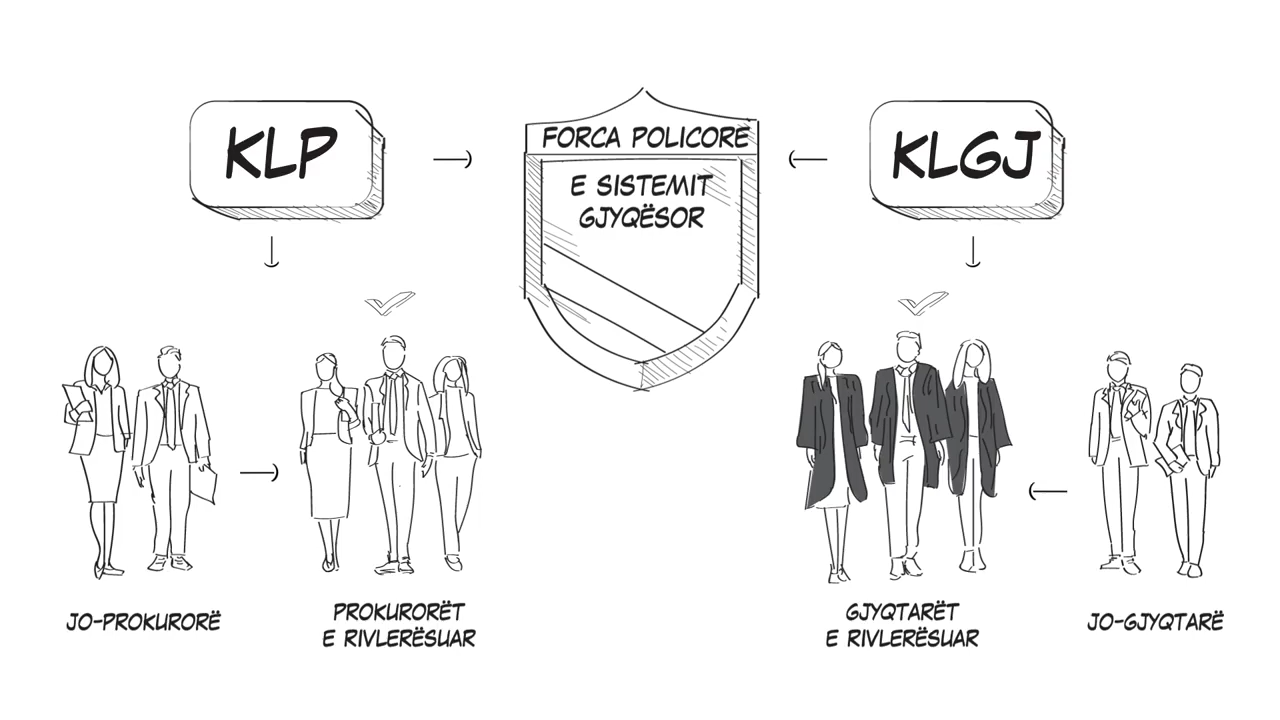 KLP
FORCA POLICORE
E SISTEMIT
GJYQËSOR
KLGJ
JO-PROKURORË
PROKURORËT
E RIVLERËSUAR
GJYQTARËT
E RIVLERËSUAR
JO-GJYQTARË